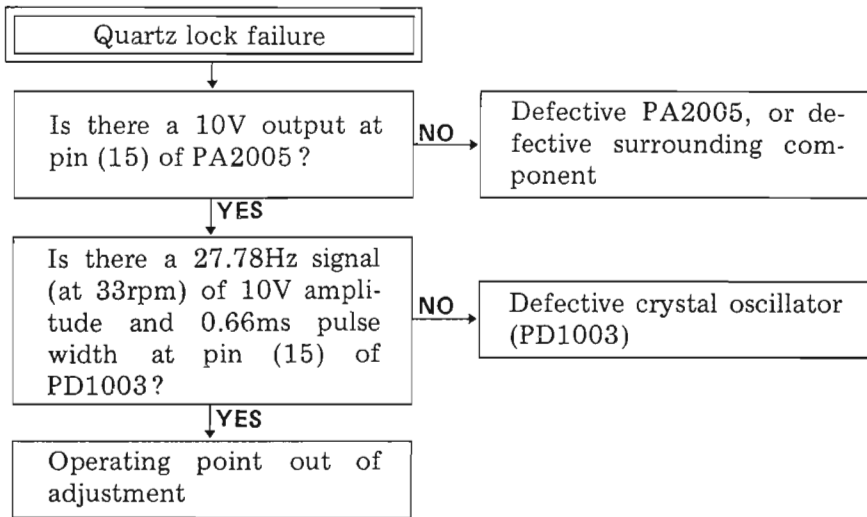 Quartz lock failure
Is there a 10V output at
pin (15) of PA2005?
NO
Defective PA2005, or de-
fective surrounding com-
ponent
YES
Is there a 27.78Hz signal
(at 33rpm) of 10V ampli-
tude and 0.66ms pulse
width at pin (15) of
PD1003?
NO
Defective crystal oscillator
(PD1003)
YES
Operating point out of
adjustment